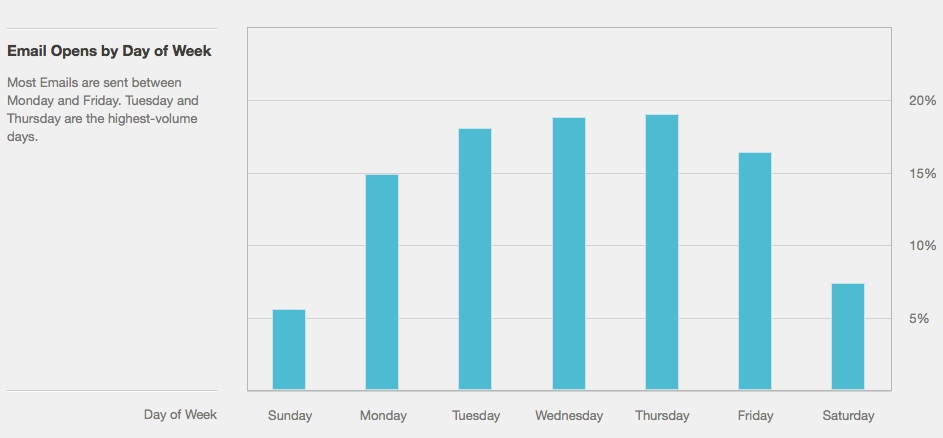 Email Opens by Day of Week
Most Emails are sent between
Monday and Friday. Tuesday and
Thursday are the highest-volume
days.
20%
15%
10%
5%
Day of Week
Sunday
Monday
Tuesday
Wednesday
Thursday
Friday
Saturday